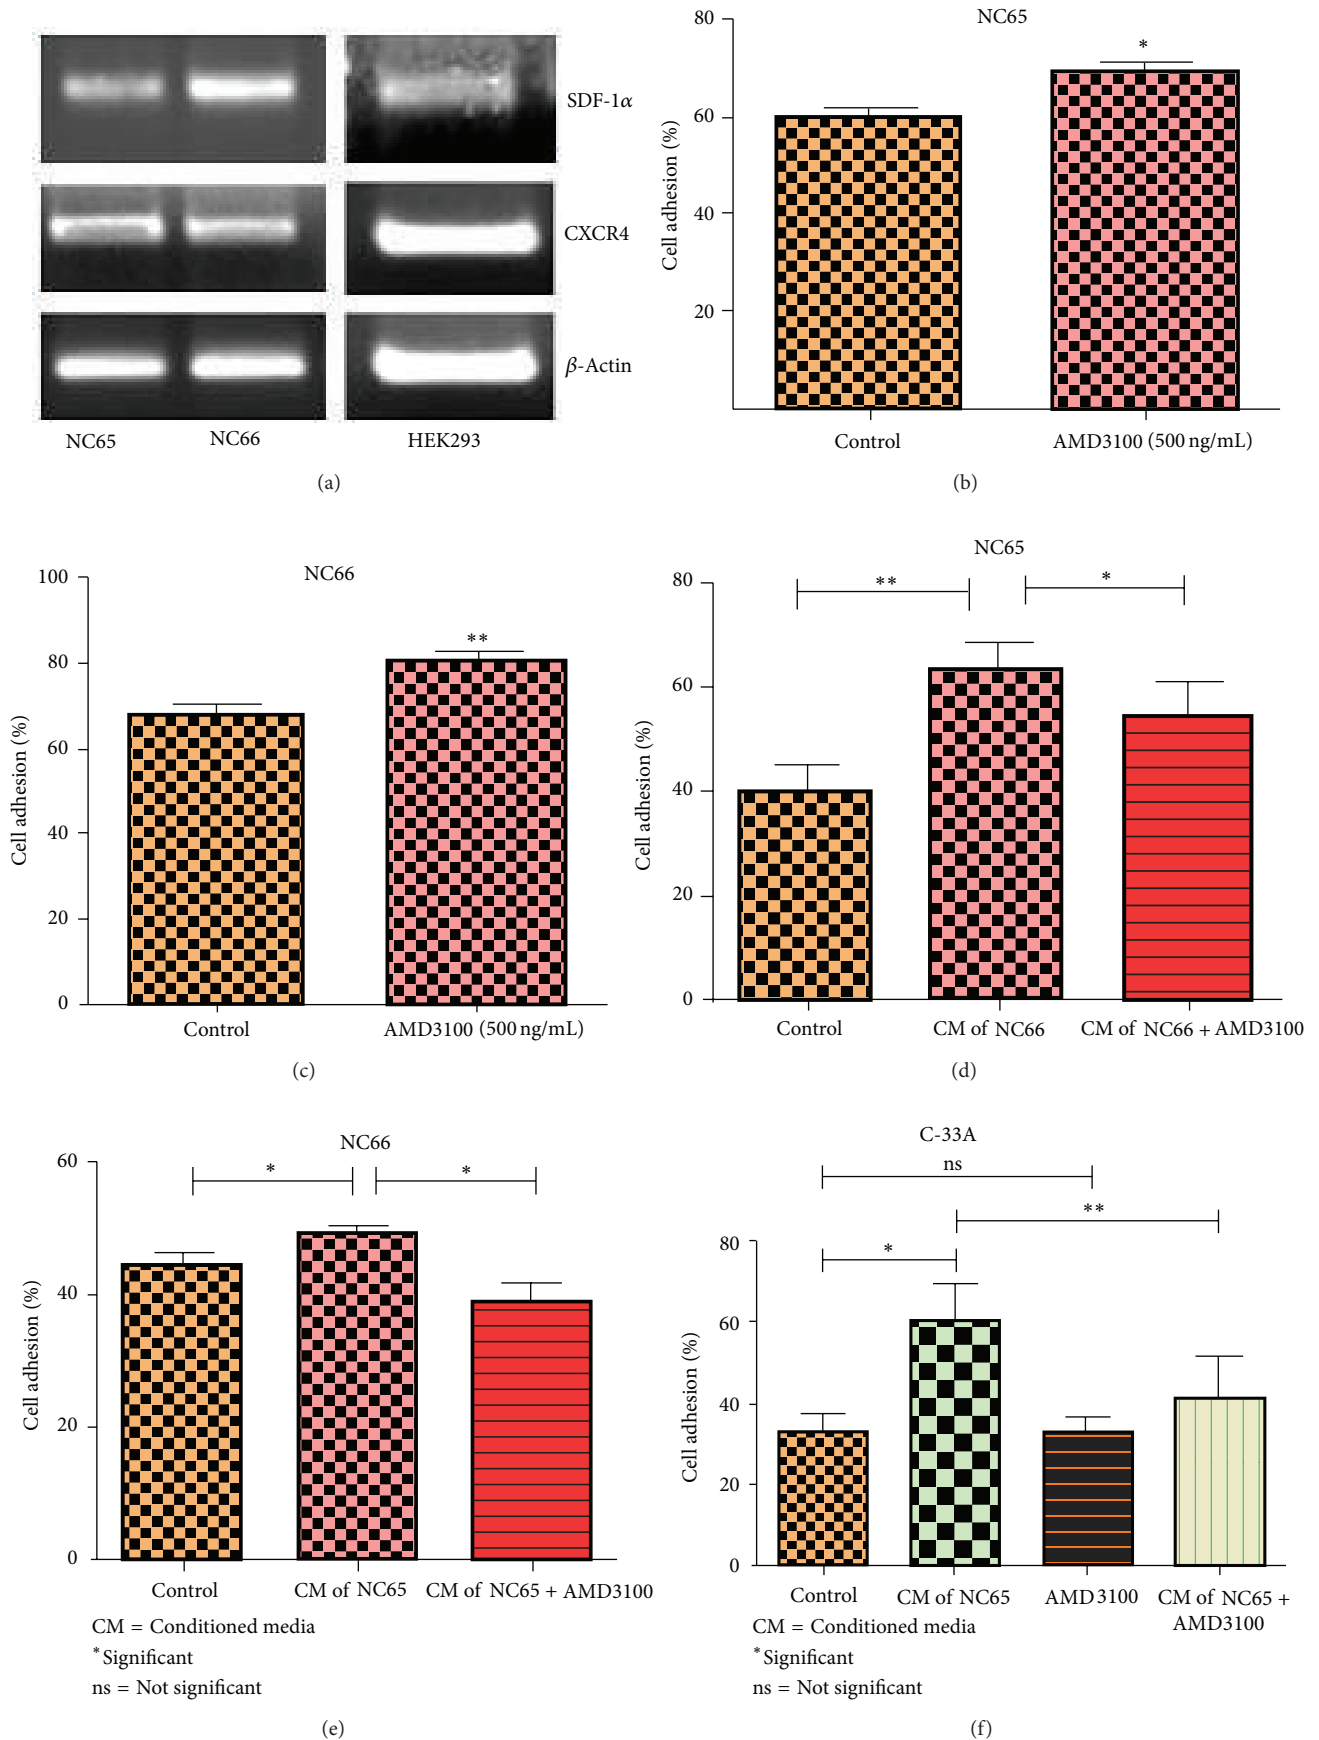 SDF-1α
CXCR4
β-Actin
NC65
NC66
HEK293
(a)
NC65
Cell adhesion (%)
80
60
40
20
*
Control
AMD3100 (500 ng/mL)
(b)
NC66
Cell adhesion (%)
100
80
60
40
20
0
**
Control
AMD3100 (500 ng/mL)
(c)
NC65
Cell adhesion (%)
80
60
40
20
0
**
*
Control
CM of NC66
CM of NC66 + AMD3100
(d)
NC66
Cell adhesion (%)
60
40
20
0
*
*
Control
CM of NC65
CM of NC65 + AMD3100
CM = Conditioned media
*Significant
ns = Not significant
(e)
C-33A
ns
**
*
Cell adhesion (%)
80
60
40
20
0
Control
CM of NC65
AMD3100
CM of NC65 +
AMD3100
CM = Conditioned media
*Significant
ns = Not significant
(f)